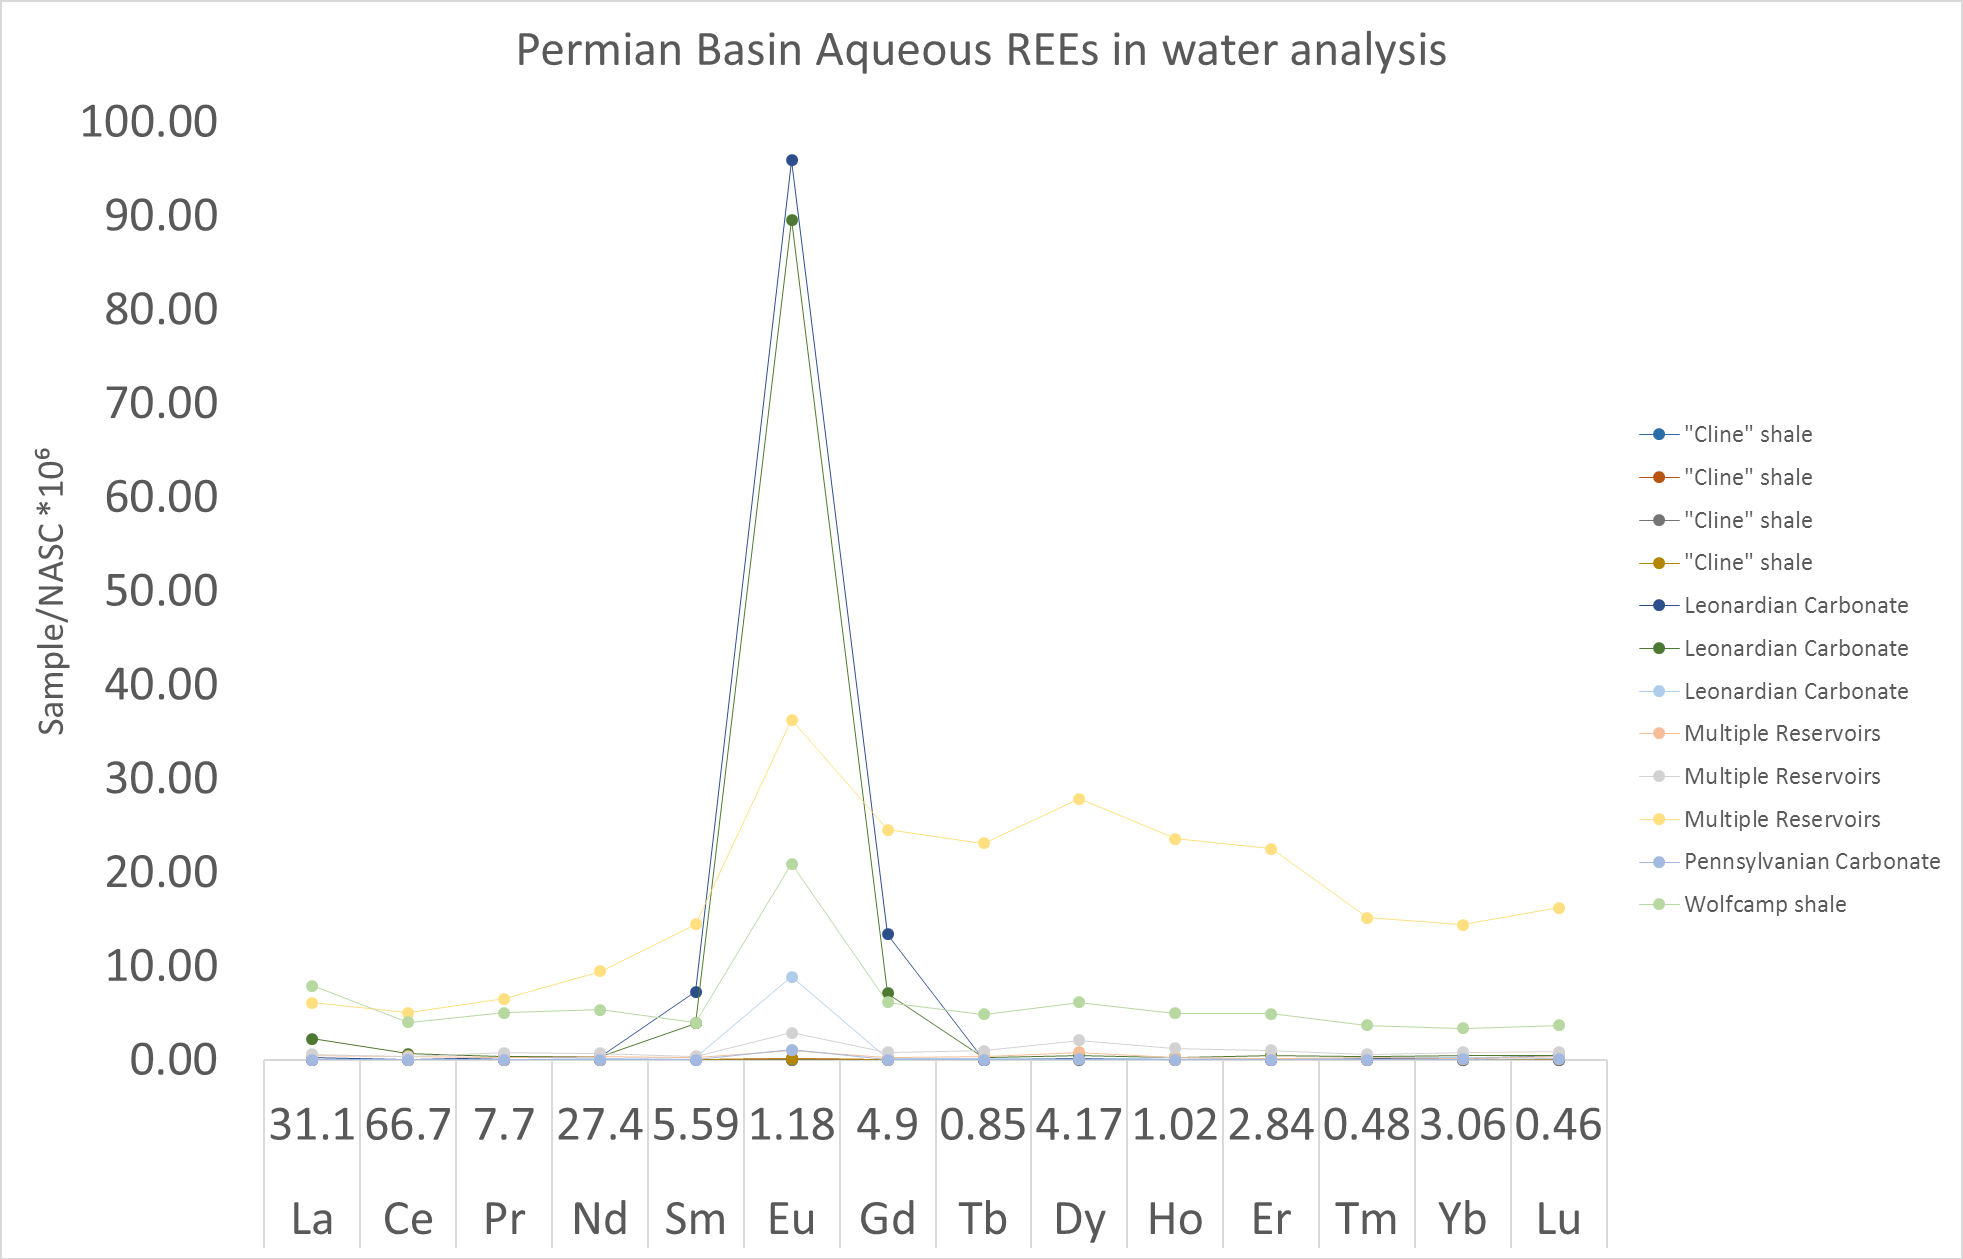 Permian Basin Aqueous REEs in water analysis
Sample/NASC *10⁶
100.00
90.00
80.00
70.00
60.00
50.00
40.00
30.00
20.00
10.00
0.00
31.1 66.7 7.7 27.4 5.59 1.18 4.9 0.85 4.17 1.02 2.84 0.48 3.06 0.46
La Ce Pr Nd Sm Eu Gd Tb Dy Ho Er Tm Yb Lu
"Cline" shale
"Cline" shale
"Cline" shale
"Cline" shale
Leonardian Carbonate
Leonardian Carbonate
Leonardian Carbonate
Multiple Reservoirs
Multiple Reservoirs
Multiple Reservoirs
Pennsylvanian Carbonate
Wolfcamp shale